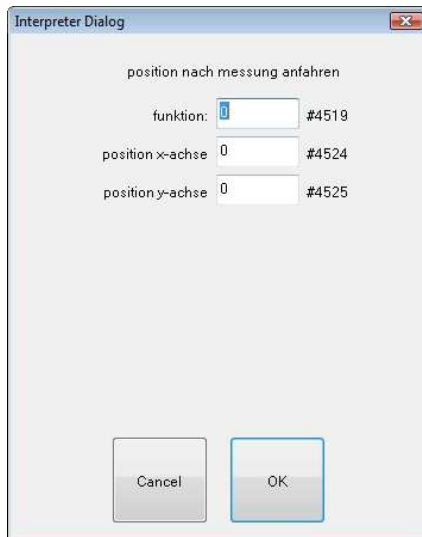 Interpreter Dialog
position nach messung anfahren
funktion: 0 #4519
position x-achse 0 #4524
position y-achse 0 #4525
Cancel OK